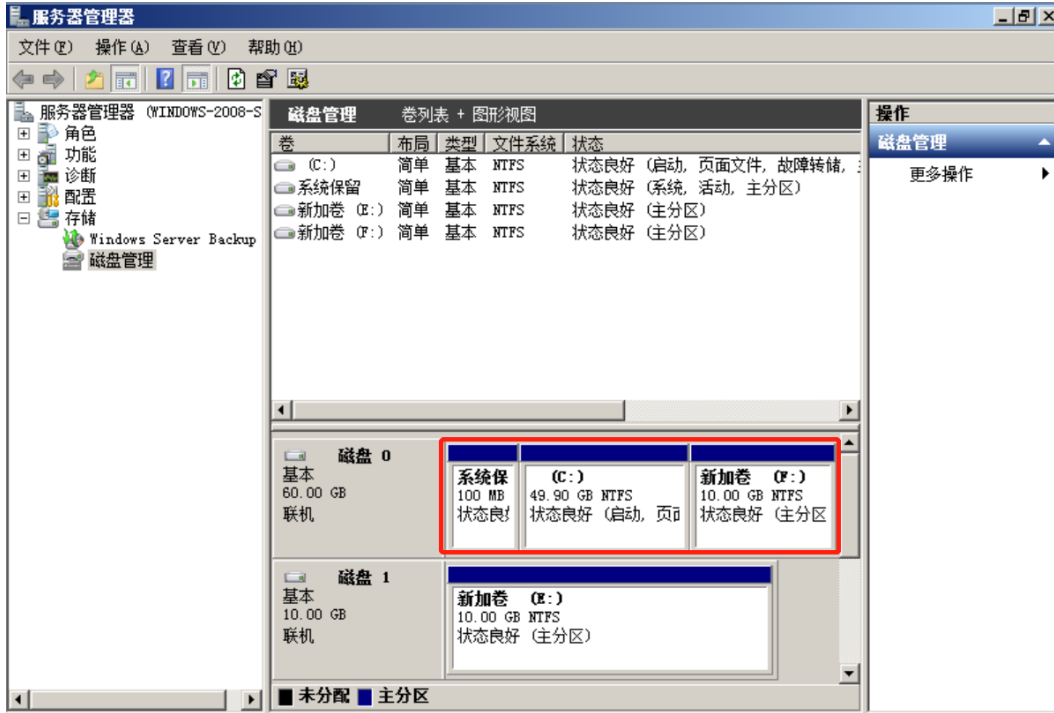 服务器管理器
文件(F) 操作(A) 查看(V) 帮助(H)
服务器管理器 (WINDOWS-2008-S
角色
功能
诊断
配置
存储
Windows Server Backup
磁盘管理
磁盘管理 卷列表 + 图形视图
卷 布局 类型 文件系统 状态
(C:) 简单 基本 NTFS 状态良好 (启动, 页面文件, 故障转储,
系统保留 简单 基本 NTFS 状态良好 (系统, 活动, 主分区)
新加卷 (E:) 简单 基本 NTFS 状态良好 (主分区)
新加卷 (F:) 简单 基本 NTFS 状态良好 (主分区)
磁盘 0
基本
60.00 GB
联机
系统保
100 MB
状态良
(C:)
49.90 GB NTFS
状态良好 (启动, 页
新加卷 (F:)
10.00 GB NTFS
状态良好 (主分区
磁盘 1
基本
10.00 GB
联机
新加卷 (E:)
10.00 GB NTFS
状态良好 (主分区)
未分配 主分区
操作
磁盘管理
更多操作